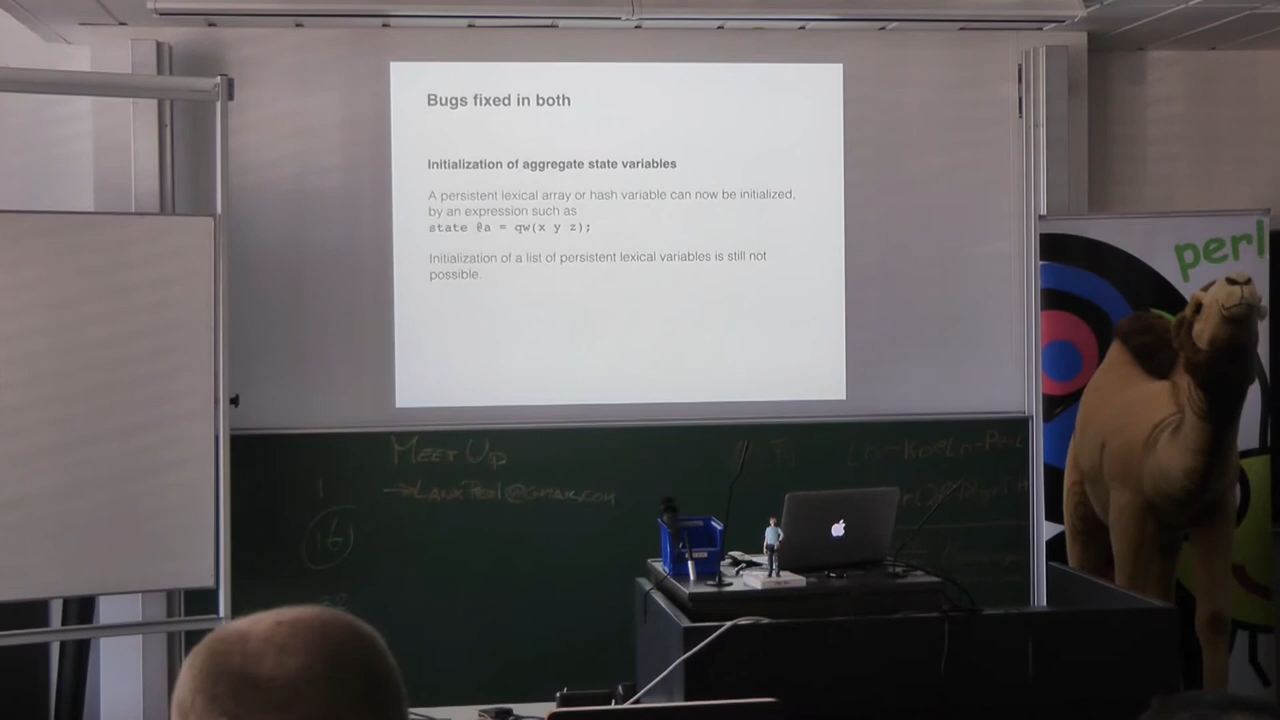 Bugs fixed in both
Initialization of aggregate state variables
A persistent lexical array or hash variable can now be initialized,
by an expression such as
state @a = qw(x y z);
Initialization of a list of persistent lexical variables is still not
possible.
perl
MEET UP
1
16